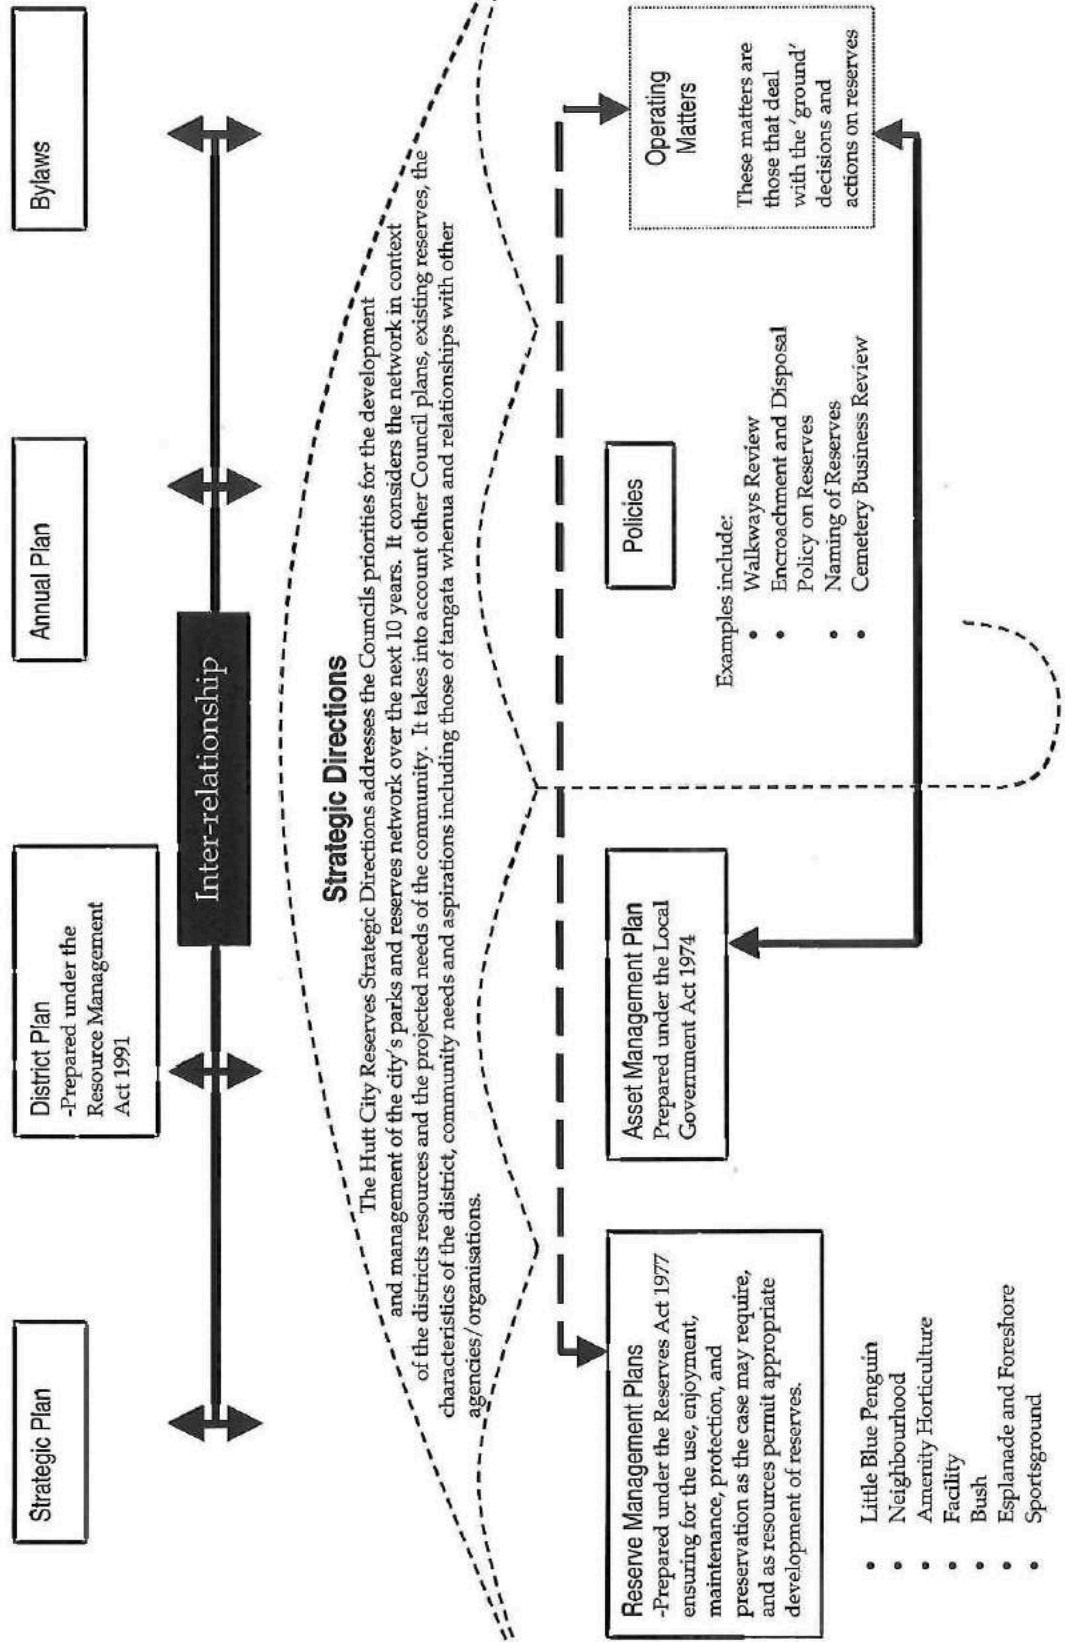 Strategic Plan
District Plan
-Prepared under the
Resource Management
Act 1991
Annual Plan
Bylaws
Inter-relationship
Strategic Directions
The Hutt City Reserves Strategic Directions addresses the Councils priorities for the development
and management of the city's parks and reserves network over the next 10 years. It considers the network in context
of the districts resources and the projected needs of the community. It takes into account other Council plans, existing reserves, the
characteristics of the district, community needs and aspirations including those of tangata whenua and relationships with other
agencies/organisations.
Reserve Management Plans
-Prepared under the Reserves Act 1977
ensuring for the use, enjoyment,
maintenance, protection, and
preservation as the case may require,
and as resources permit appropriate
development of reserves.
• Little Blue Penguin
• Neighbourhood
• Amenity Horticulture
• Facility
• Bush
• Esplanade and Foreshore
• Sportsground
Asset Management Plan
Prepared under the Local
Government Act 1974
Policies
Examples include:
• Walkways Review
• Encroachment and Disposal
Policy on Reserves
• Naming of Reserves
• Cemetery Business Review
Operating
Matters
These matters are
those that deal
with the 'ground'
decisions and
actions on reserves